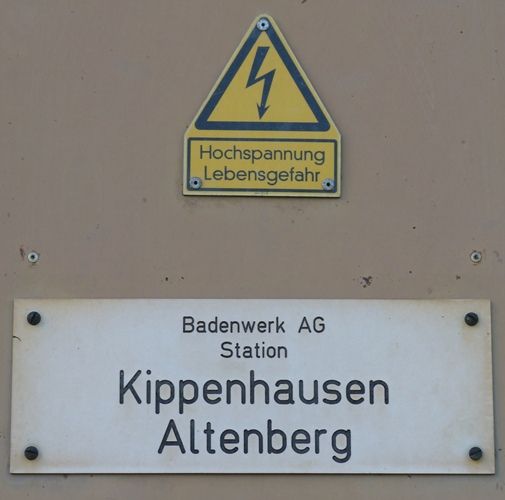 Hochspannung
Lebensgefahr
Badenwerk AG
Station
Kippenhausen
Altenberg